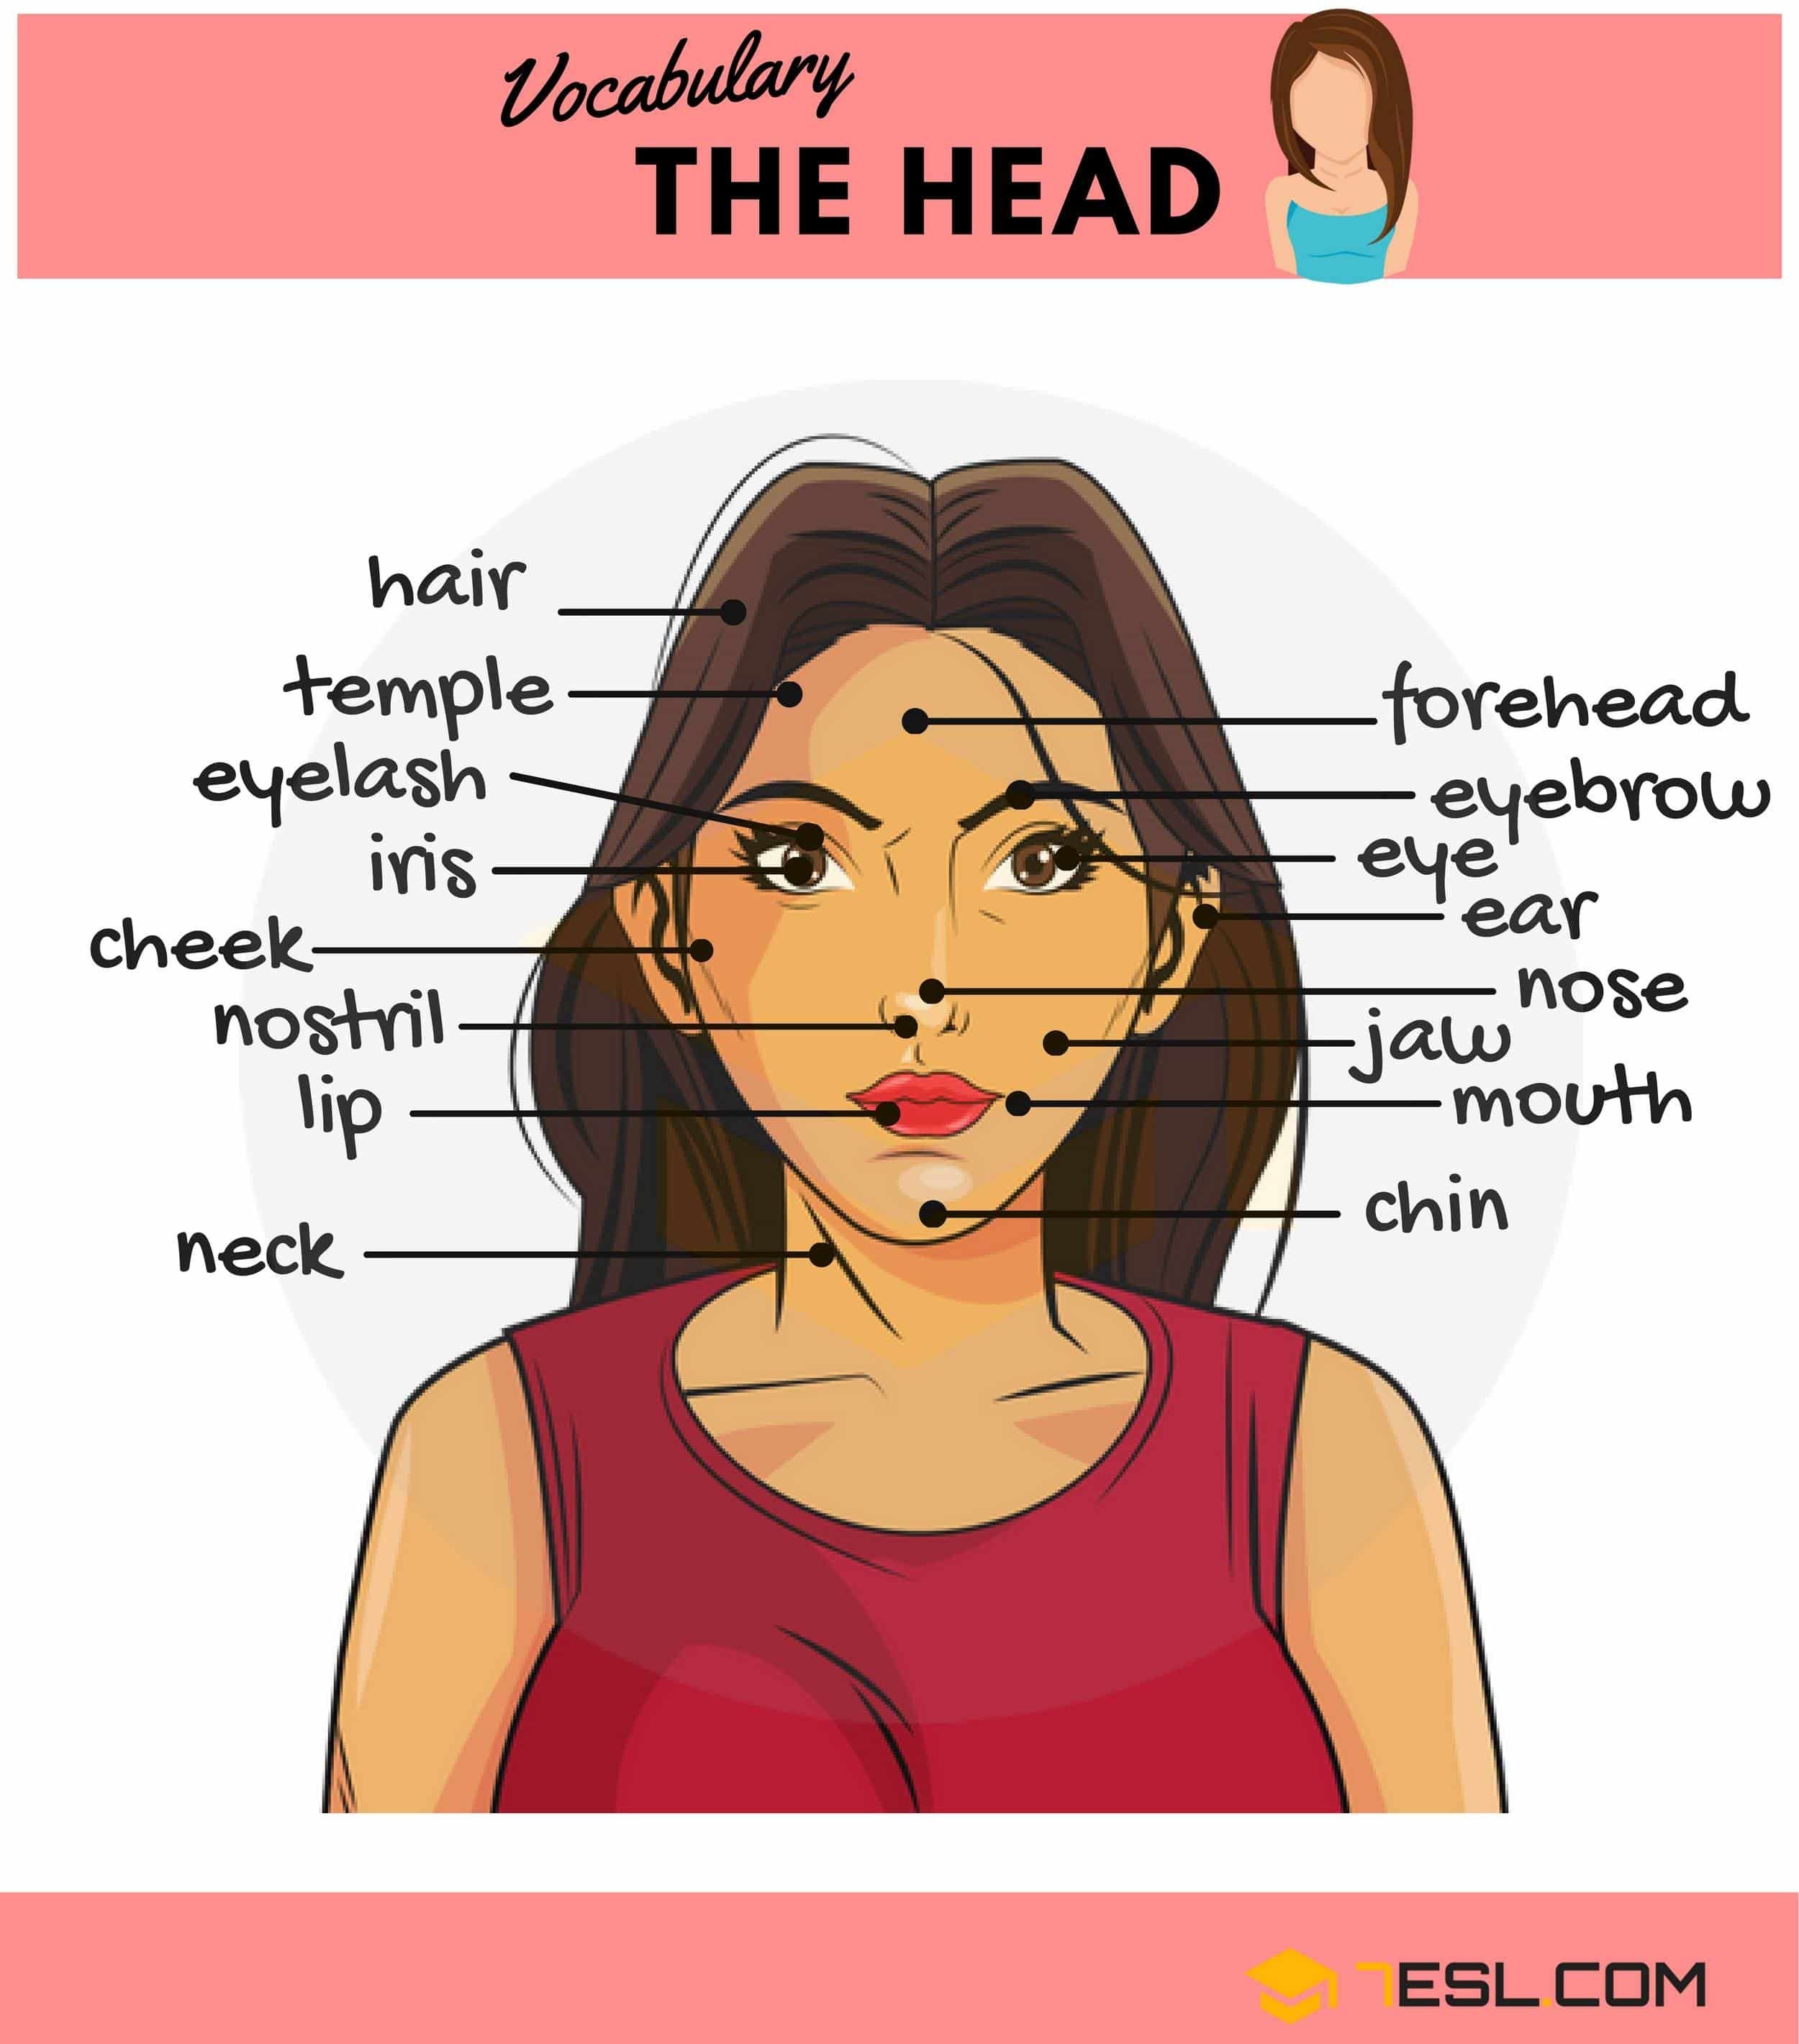 Vocabulary
THE HEAD
hair
temple
eyelash
iris
cheek
nostril
lip
neck
forehead
eyebrow
eye
ear
nose
jaw
mouth
chin
7ESL.COM